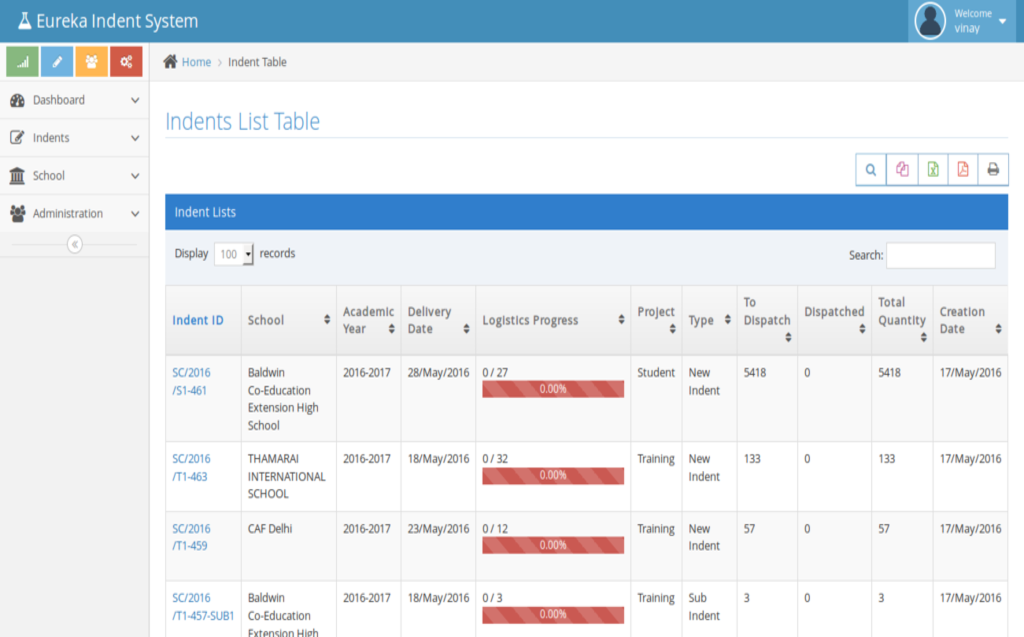 Eureka Indent System
Welcome
vinay
Home > Indent Table
Dashboard
Indents
School
Administration
Indents List Table
Indent Lists
Display 100 records
Search:
Indent ID
School
Academic
Year
Delivery
Date
Logistics Progress
Project
Type
To
Dispatch
Dispatched
Total
Quantity
Creation
Date
SC/2016
/S1-461
Baldwin
Co-Education
Extension High
School
2016-2017
28/May/2016
0 / 27
0.00%
Student
New
Indent
5418
0
5418
17/May/2016
SC/2016
/T1-463
THAMARAI
INTERNATIONAL
SCHOOL
2016-2017
18/May/2016
0 / 32
0.00%
Training
New
Indent
133
0
133
17/May/2016
SC/2016
/T1-459
CAF Delhi
2016-2017
23/May/2016
0 / 12
0.00%
Training
New
Indent
57
0
57
17/May/2016
SC/2016
/T1-457-SUB1
Baldwin
Co-Education
Extension High
2016-2017
18/May/2016
0 / 3
0.00%
Training
Sub
Indent
3
0
3
17/May/2016